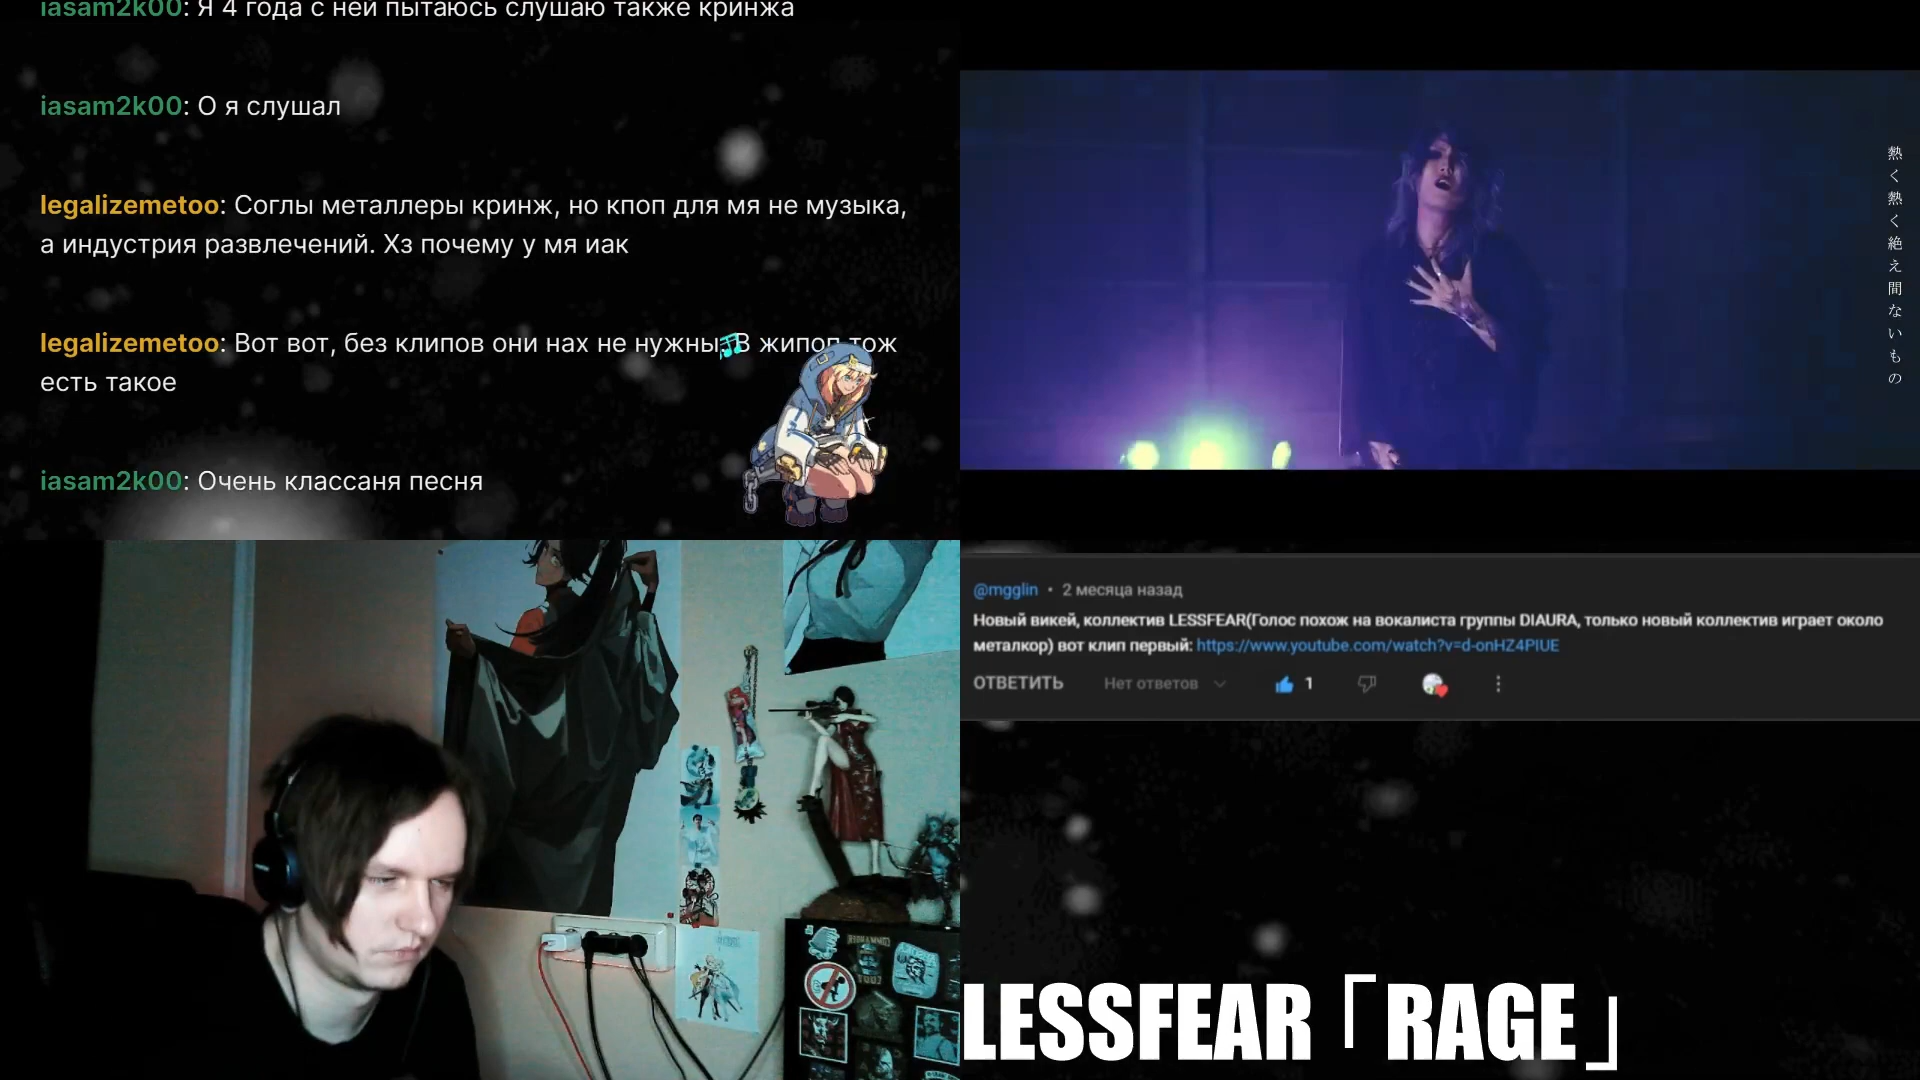 iasam2k00: Я 4 года с ней пытаюсь слушаю также кринжа
iasam2k00: О я слушал
legalizemetoo: Соглы металлеры кринж, но кпоп для мя не музыка,
а индустрия развлечений. Хз почему у мя иак
legalizemetoo: Вот вот, без клипов они нах не нужны. В жипоп тож
есть такое
iasam2k00: Очень классаня песня
熱く熱く絶え間ないもの
@mgglin • 2 месяца назад
Новый викей, коллектив LESSFEAR(Голос похож на вокалиста группы DIAURA, только новый коллектив играет около
металкор) вот клип первый: https://www.youtube.com/watch?v=d-onHZ4PIUE
ОТВЕТИТЬ Нет ответов 1
LESSFEAR「RAGE」